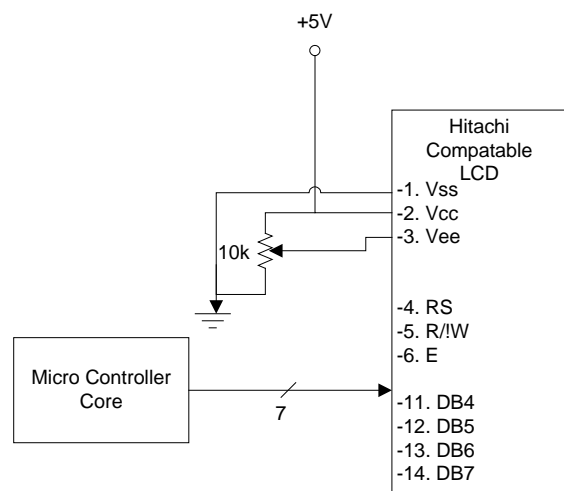 +5V
Hitachi
Compatable
LCD
-1. Vss
-2. Vcc
-3. Vee
10k
-4. RS
-5. R/!W
-6. E
Micro Controller
Core
7
-11. DB4
-12. DB5
-13. DB6
-14. DB7